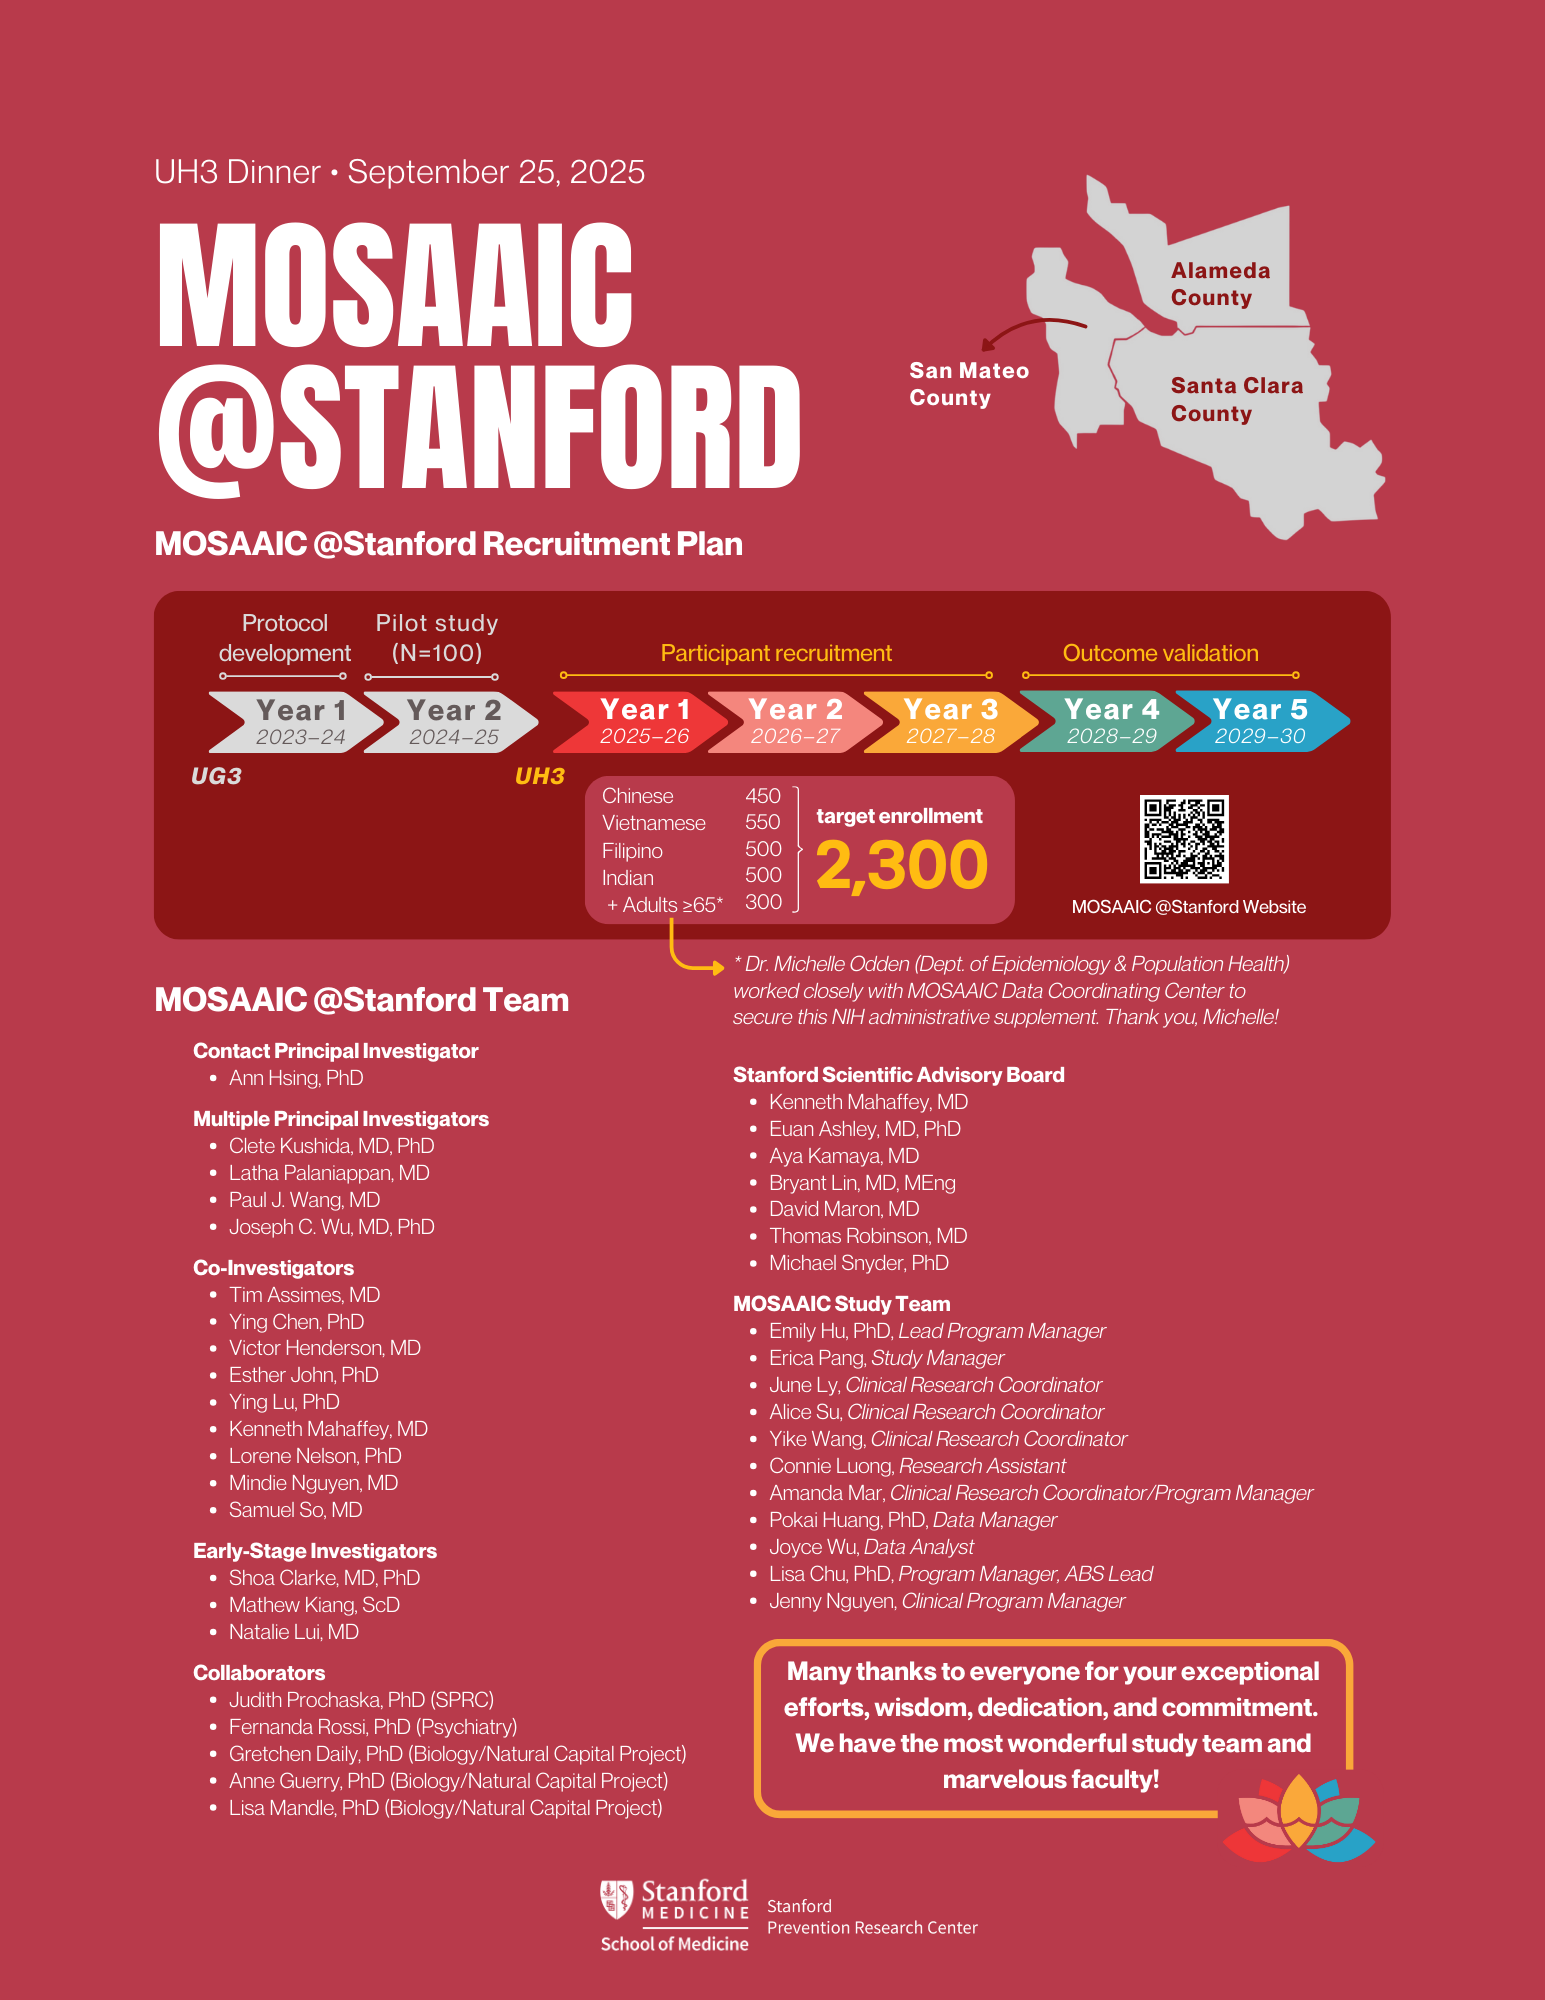 UH3 Dinner • September 25, 2025
MOSAAIC
@STANFORD
Alameda
County
San Mateo
County
Santa Clara
County
MOSAAIC @Stanford Recruitment Plan
Protocol
development
Pilot study
(N=100)
Participant recruitment
Outcome validation
Year 1
2023–24
Year 2
2024–25
Year 1
2025–26
Year 2
2026–27
Year 3
2027–28
Year 4
2028–29
Year 5
2029–30
UG3
UH3
Chinese 450
Vietnamese 550
Filipino 500
Indian 500
+ Adults ≥65* 300
target enrollment
2,300
MOSAAIC @Stanford Website
* Dr. Michelle Odden (Dept. of Epidemiology & Population Health)
worked closely with MOSAAIC Data Coordinating Center to
secure this NIH administrative supplement. Thank you, Michelle!
MOSAAIC @Stanford Team
Contact Principal Investigator
• Ann Hsing, PhD
Multiple Principal Investigators
• Clete Kushida, MD, PhD
• Latha Palaniappan, MD
• Paul J. Wang, MD
• Joseph C. Wu, MD, PhD
Co-Investigators
• Tim Assimes, MD
• Ying Chen, PhD
• Victor Henderson, MD
• Esther John, PhD
• Ying Lu, PhD
• Kenneth Mahaffey, MD
• Lorene Nelson, PhD
• Mindie Nguyen, MD
• Samuel So, MD
Early-Stage Investigators
• Shoa Clarke, MD, PhD
• Mathew Kiang, ScD
• Natalie Lui, MD
Collaborators
• Judith Prochaska, PhD (SPRC)
• Fernanda Rossi, PhD (Psychiatry)
• Gretchen Daily, PhD (Biology/Natural Capital Project)
• Anne Guerry, PhD (Biology/Natural Capital Project)
• Lisa Mandle, PhD (Biology/Natural Capital Project)
Stanford Scientific Advisory Board
• Kenneth Mahaffey, MD
• Euan Ashley, MD, PhD
• Aya Kamaya, MD
• Bryant Lin, MD, MEng
• David Maron, MD
• Thomas Robinson, MD
• Michael Snyder, PhD
MOSAAIC Study Team
• Emily Hu, PhD, Lead Program Manager
• Erica Pang, Study Manager
• June Ly, Clinical Research Coordinator
• Alice Su, Clinical Research Coordinator
• Yike Wang, Clinical Research Coordinator
• Connie Luong, Research Assistant
• Amanda Mar, Clinical Research Coordinator/Program Manager
• Pokai Huang, PhD, Data Manager
• Joyce Wu, Data Analyst
• Lisa Chu, PhD, Program Manager, ABS Lead
• Jenny Nguyen, Clinical Program Manager
Many thanks to everyone for your exceptional
efforts, wisdom, dedication, and commitment.
We have the most wonderful study team and
marvelous faculty!
Stanford
MEDICINE
School of Medicine
Stanford
Prevention Research Center